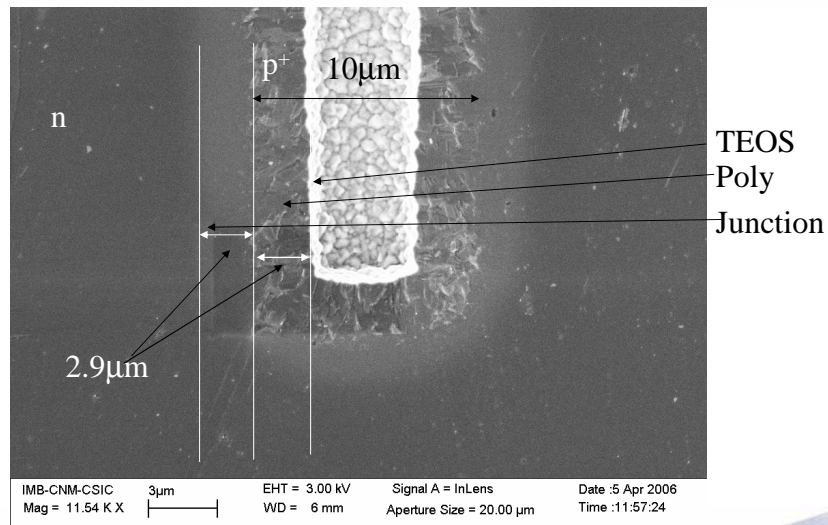 p⁺
10μm
n
TEOS
Poly
Junction
2.9μm
IMB-CNM-CSIC
Mag = 11.54 K X
3μm
EHT = 3.00 kV
WD = 6 mm
Signal A = InLens
Aperture Size = 20.00 μm
Date :5 Apr 2006
Time :11:57:24